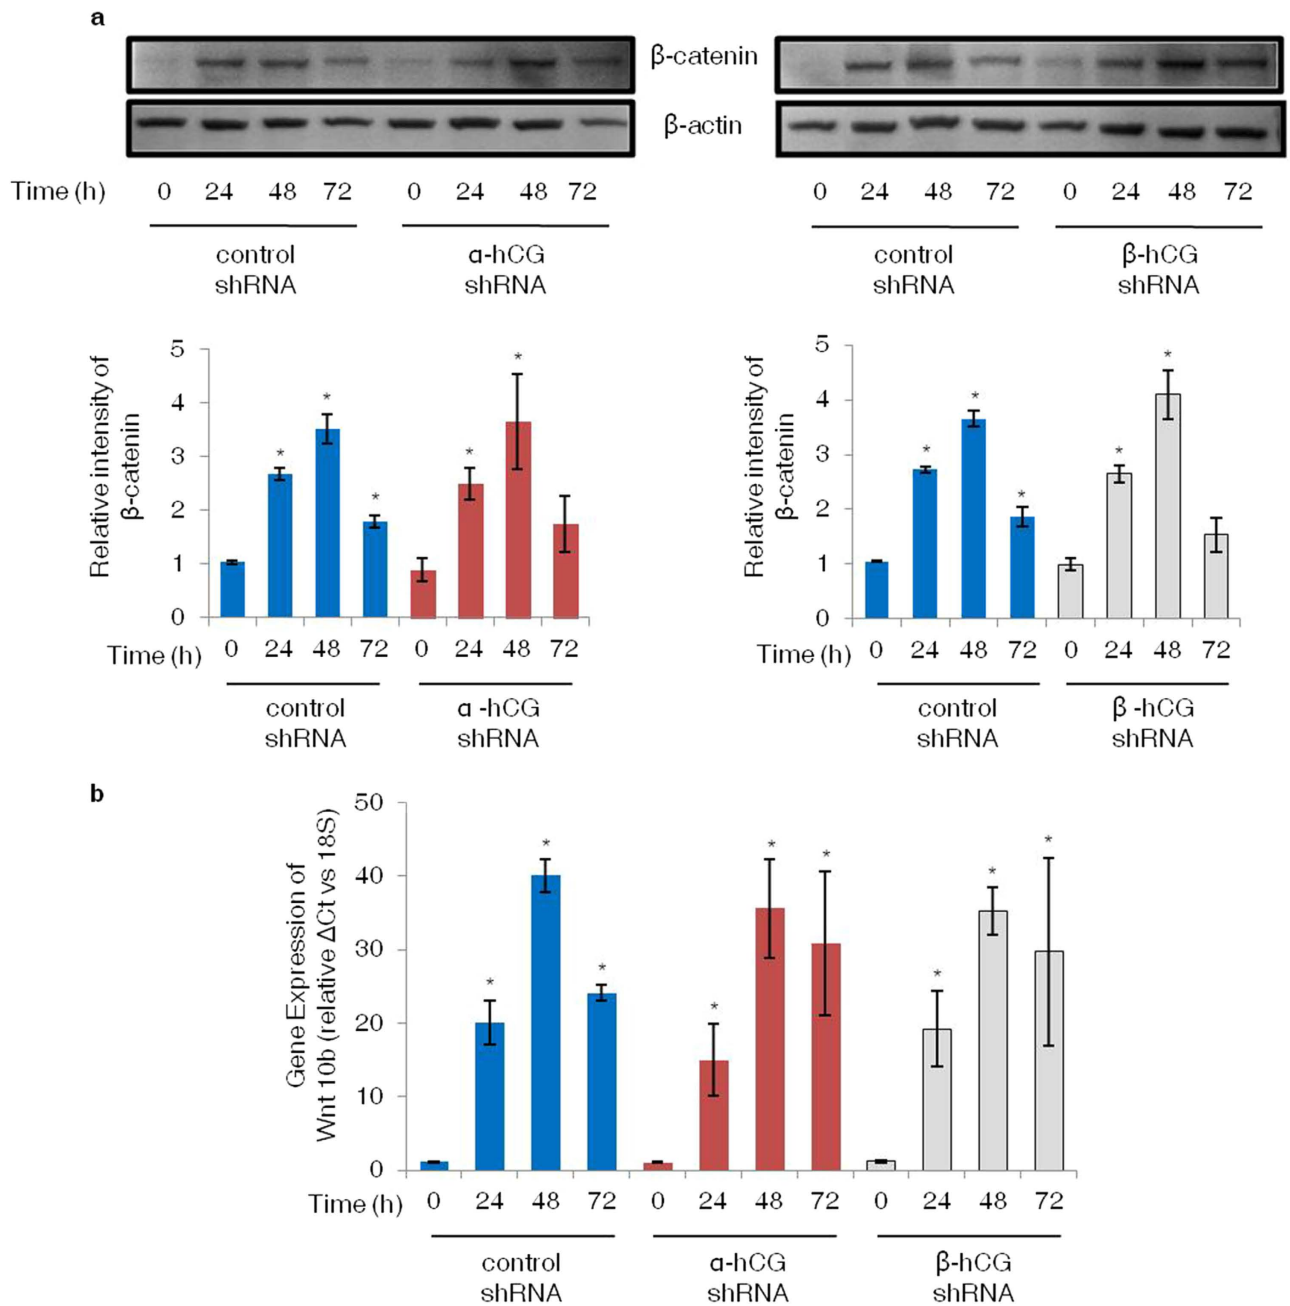 a
β-catenin
β-actin
Time (h) 0 24 48 72 0 24 48 72 0 24 48 72 0 24 48 72
control ɑ-hCG control β-hCG
shRNA shRNA shRNA shRNA
Relative intensity of
β-catenin
5
4
3
2
1
0
* * * * *
Time (h) 0 24 48 72 0 24 48 72
control ɑ -hCG
shRNA shRNA
Relative intensity of
β-catenin
5
4
3
2
1
0
* * * * *
Time (h) 0 24 48 72 0 24 48 72
control β -hCG
shRNA shRNA
b
Gene Expression of
Wnt 10b (relative ΔCt vs 18S)
50
40
30
20
10
0
* * * * * * * * *
Time (h) 0 24 48 72 0 24 48 72 0 24 48 72
control ɑ-hCG β-hCG
shRNA shRNA shRNA